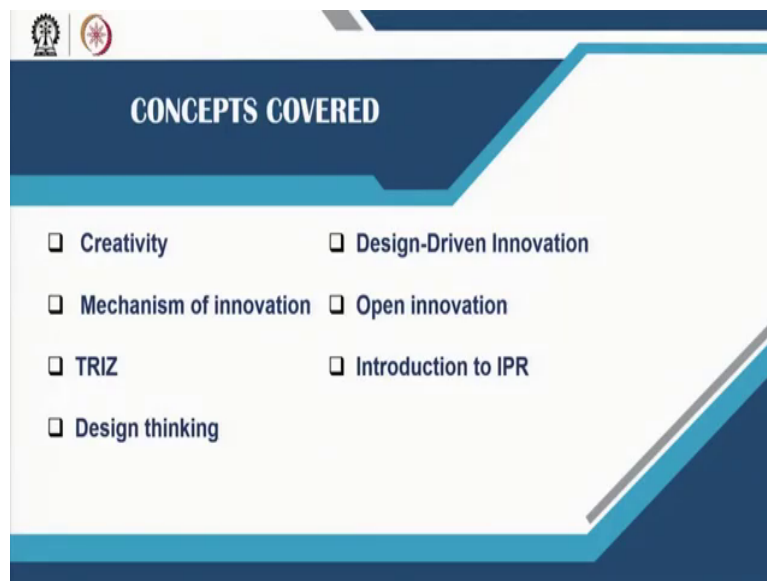 CONCEPTS COVERED
Creativity
Mechanism of innovation
TRIZ
Design thinking
Design-Driven Innovation
Open innovation
Introduction to IPR